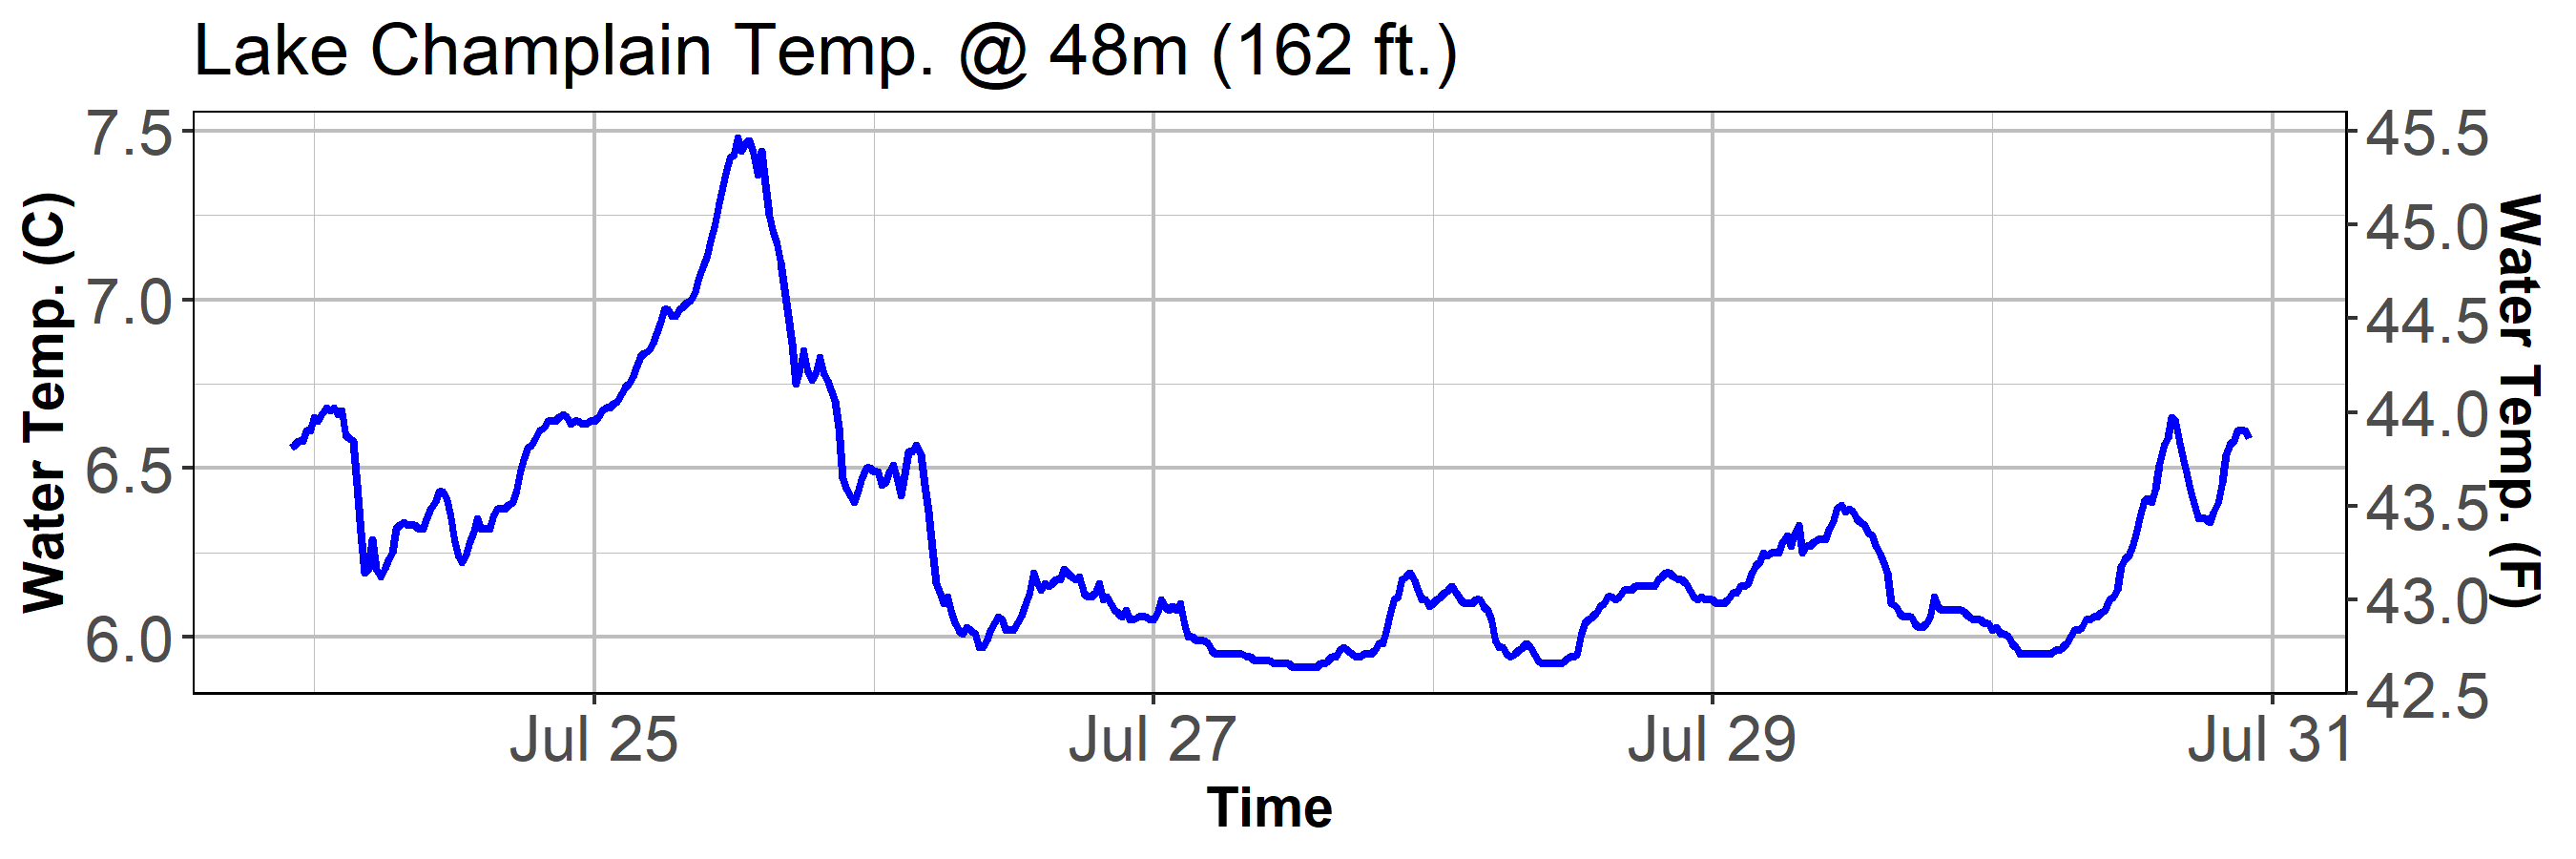 Lake Champlain Temp. @ 48m (162 ft.)
Water Temp. (C)
7.5
7.0
6.5
6.0
45.5
45.0
44.5
44.0
43.5
43.0
42.5
Water Temp. (F)
Jul 25
Jul 27
Jul 29
Jul 31
Time